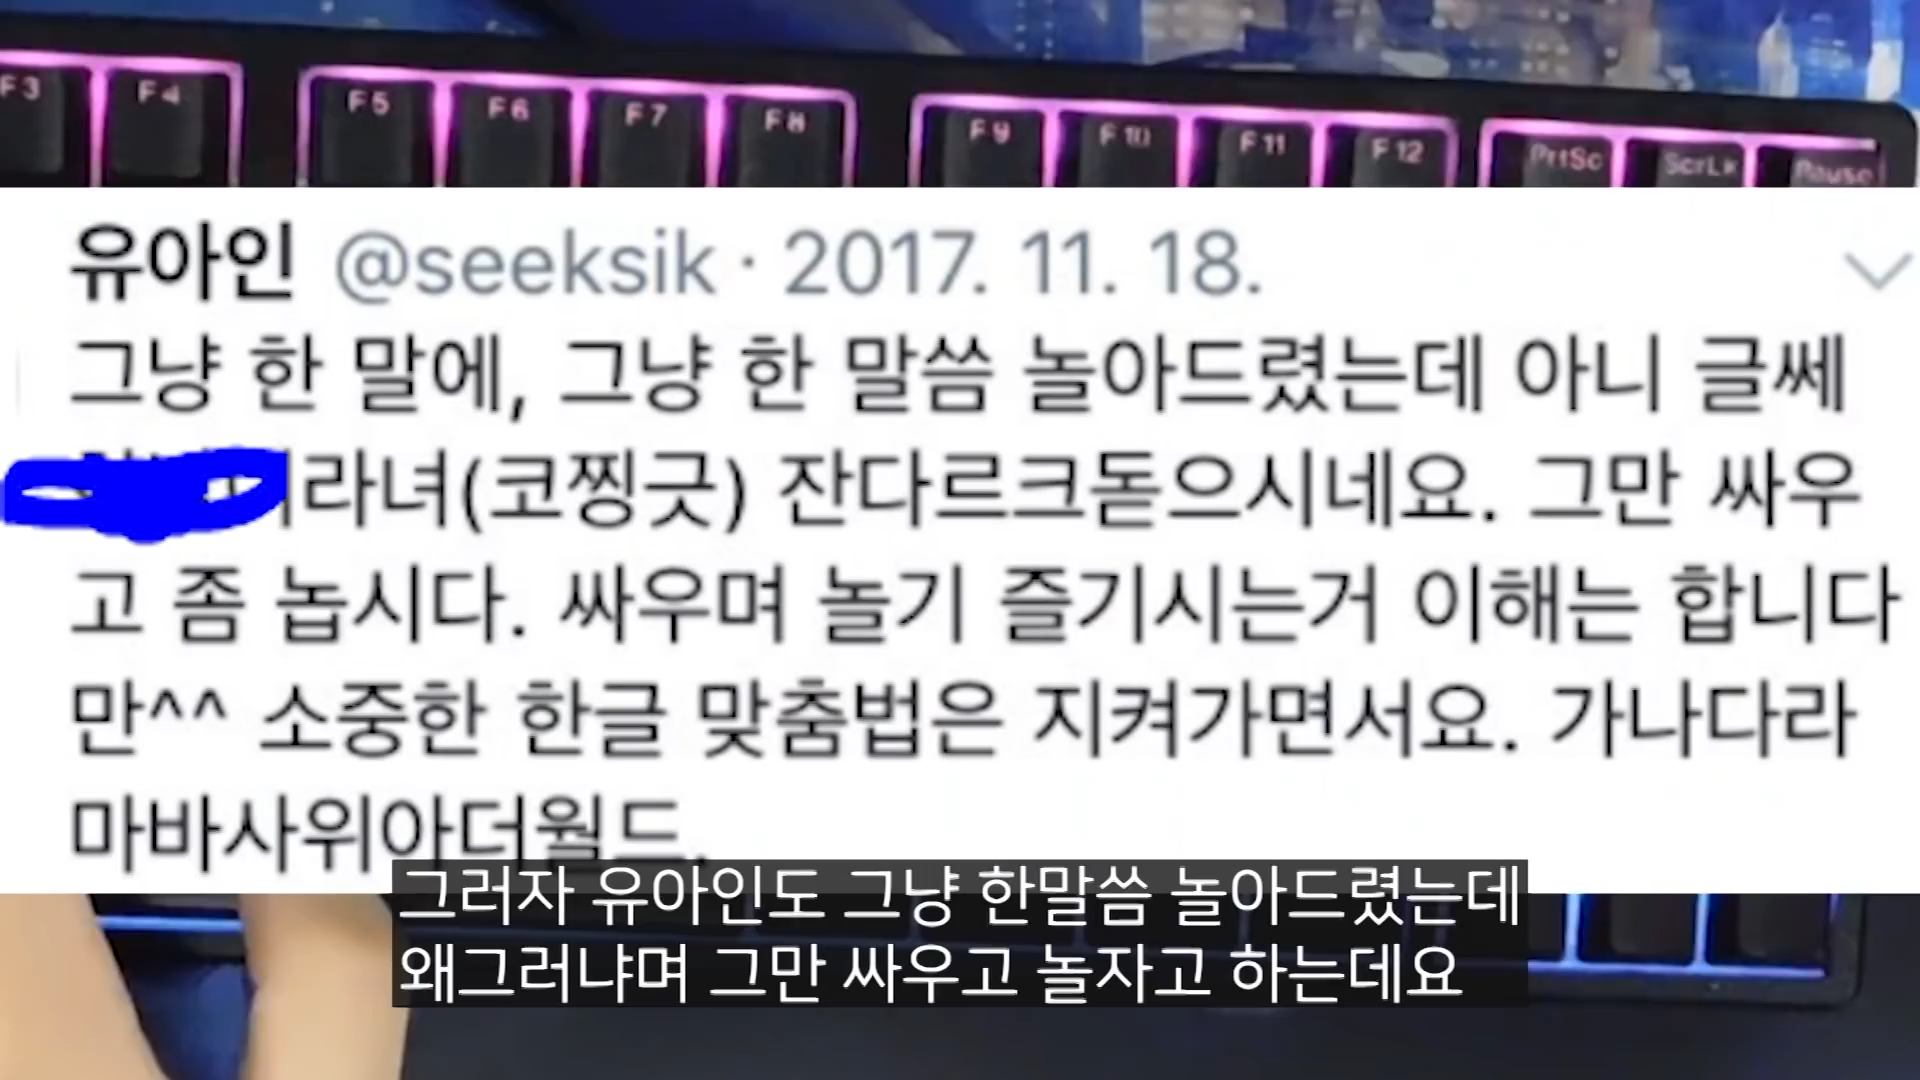 F3 F4 F5 F6 F7 F8 F9 F10 F11 F12 PrtSc ScrLk Pause
유아인 @seeksik · 2017. 11. 18.
그냥 한 말에, 그냥 한 말씀 놀아드렸는데 아니 글쎄
라녀(코찡긋) 잔다르크돋으시네요. 그만 싸우
고 좀 놉시다. 싸우며 놀기 즐기시는거 이해는 합니다
만^^ 소중한 한글 맞춤법은 지켜가면서요. 가나다라
마바사위아더월드.
그러자 유아인도 그냥 한말씀 놀아드렸는데
왜그러냐며 그만 싸우고 놀자고 하는데요